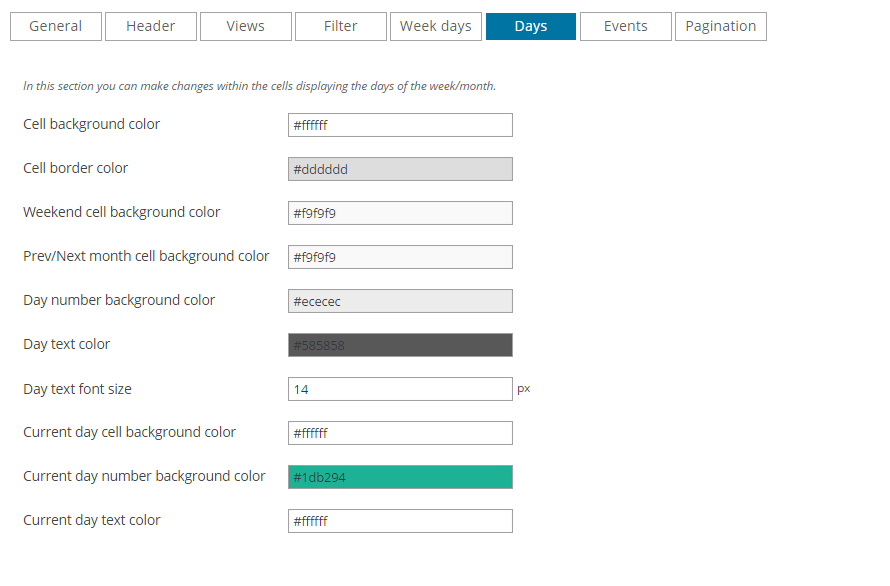 General Header Views Filter Week days Days Events Pagination
In this section you can make changes within the cells displaying the days of the week/month.
Cell background color #ffffff
Cell border color #dddddd
Weekend cell background color #f9f9f9
Prev/Next month cell background color #f9f9f9
Day number background color #ececec
Day text color #585858
Day text font size 14 px
Current day cell background color #ffffff
Current day number background color #1db294
Current day text color #ffffff